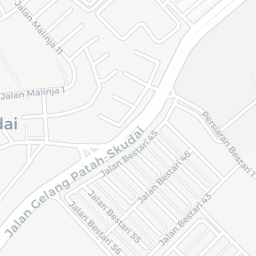 Jalan Malinja 11
Jalan Malinja 1
dai
Jalan Gelang Patah-Skudai
Jalan Bestari 45
Persiaran Bestari 1
Jalan Bestari 46
Jalan Bestari 43
Jalan Bestari 55
Jalan Bestari 56